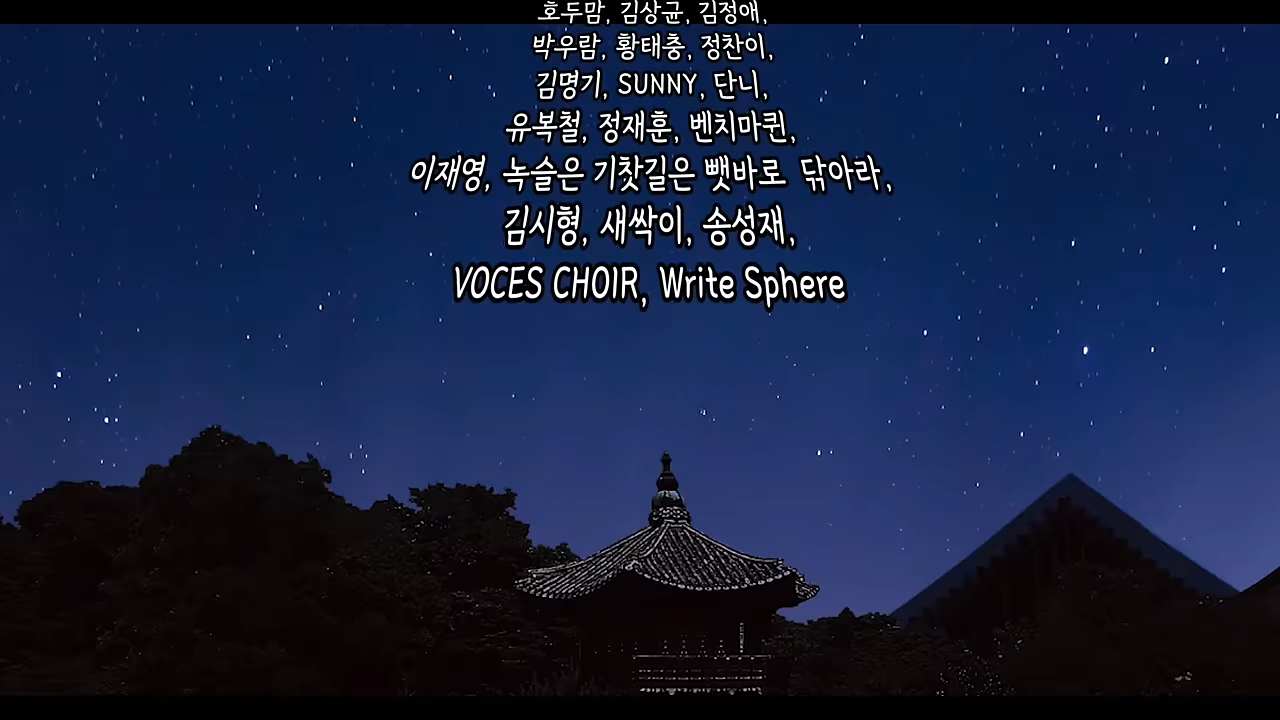 호두맘, 김상균, 김정애,
박우람, 황태충, 정찬이,
김명기, SUNNY, 단니,
유복철, 정재훈, 벤치마퀸,
이재영, 녹슬은 기찻길은 뺏바로 닦아라,
김시형, 새싹이, 송성재,
VOCES CHOIR, Write Sphere